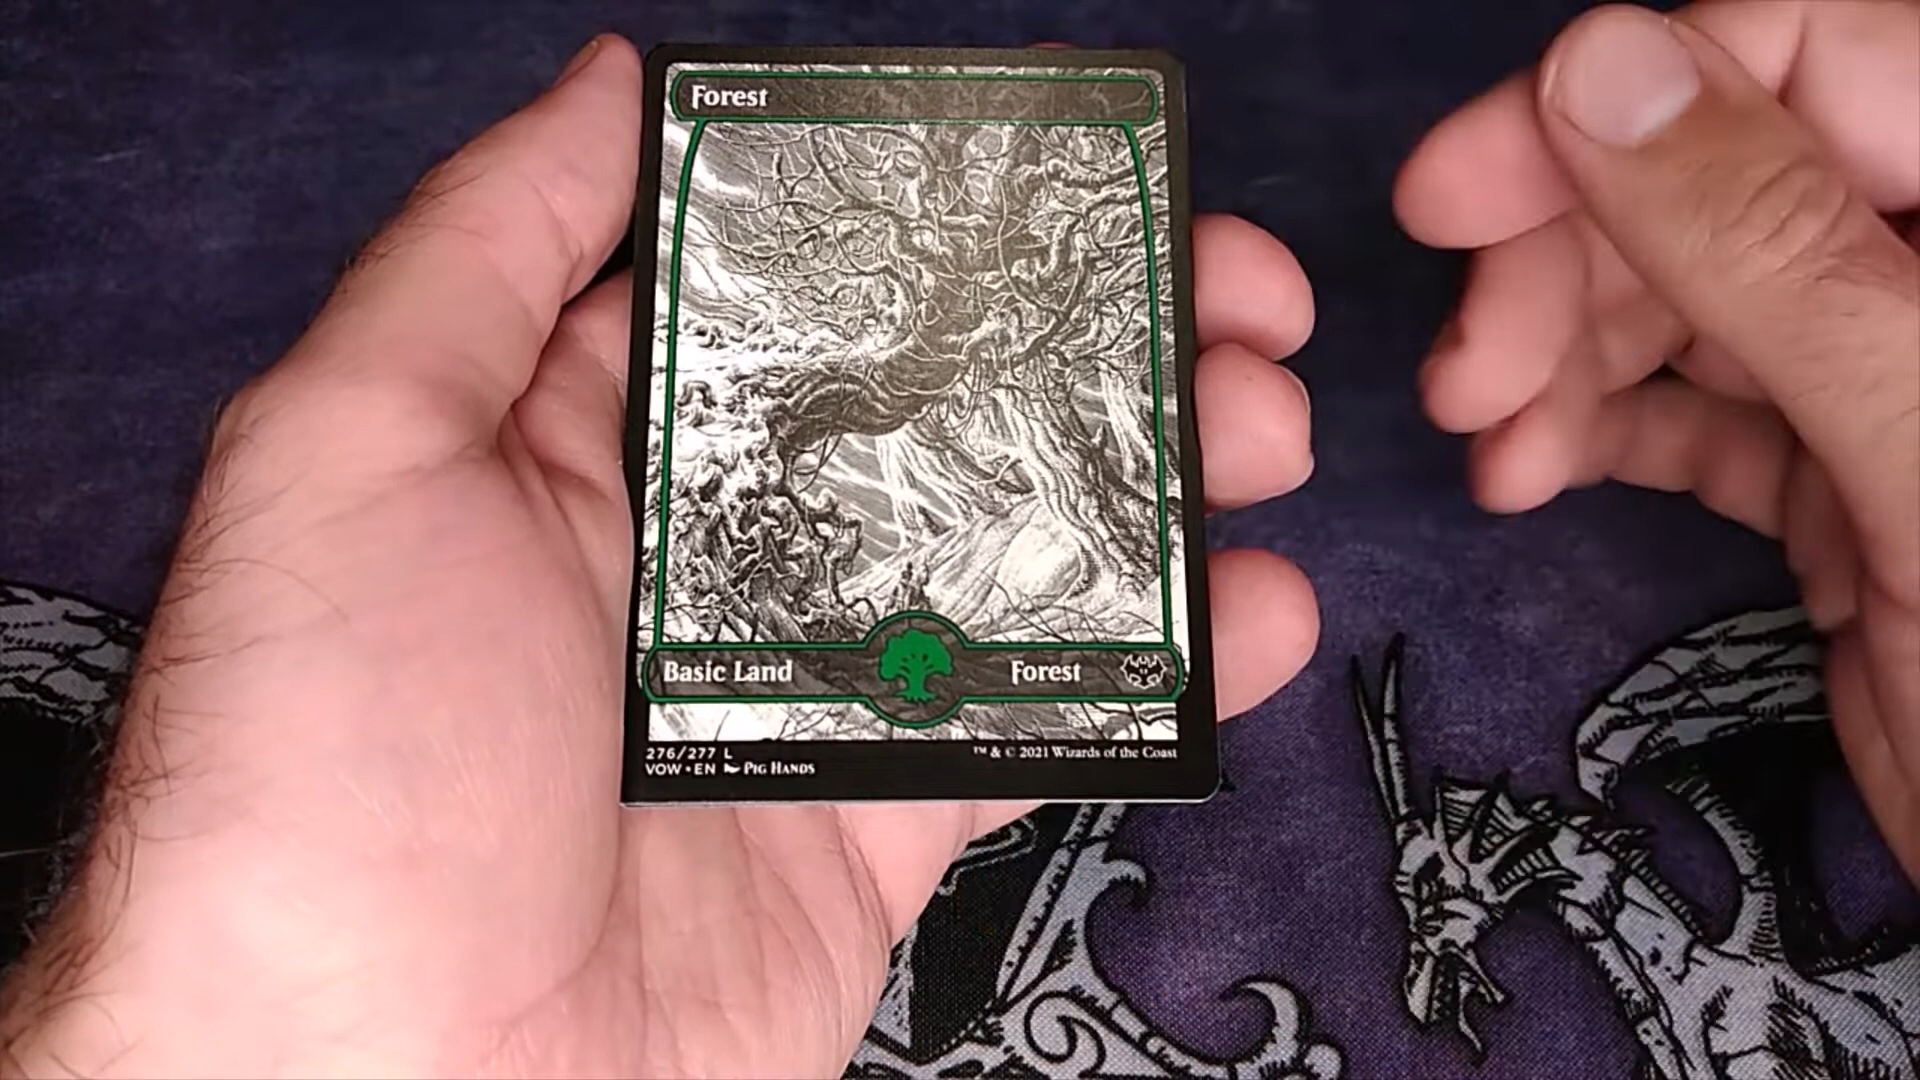 Forest
Basic Land Forest
276/277 L ™ & © 2021 Wizards of the Coast
VOW • EN Pig Hands